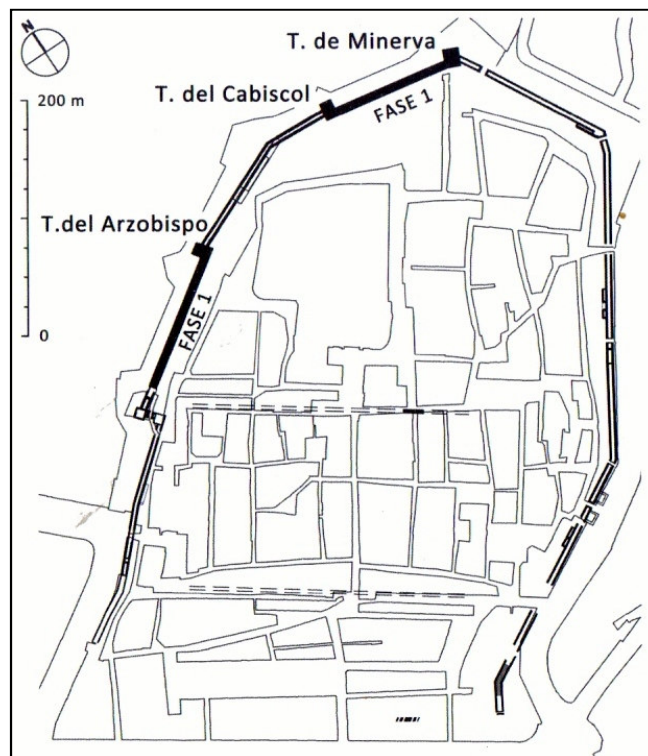 N
T. de Minerva
200 m
T. del Cabiscol
FASE 1
T.del Arzobispo
FASE 1
0